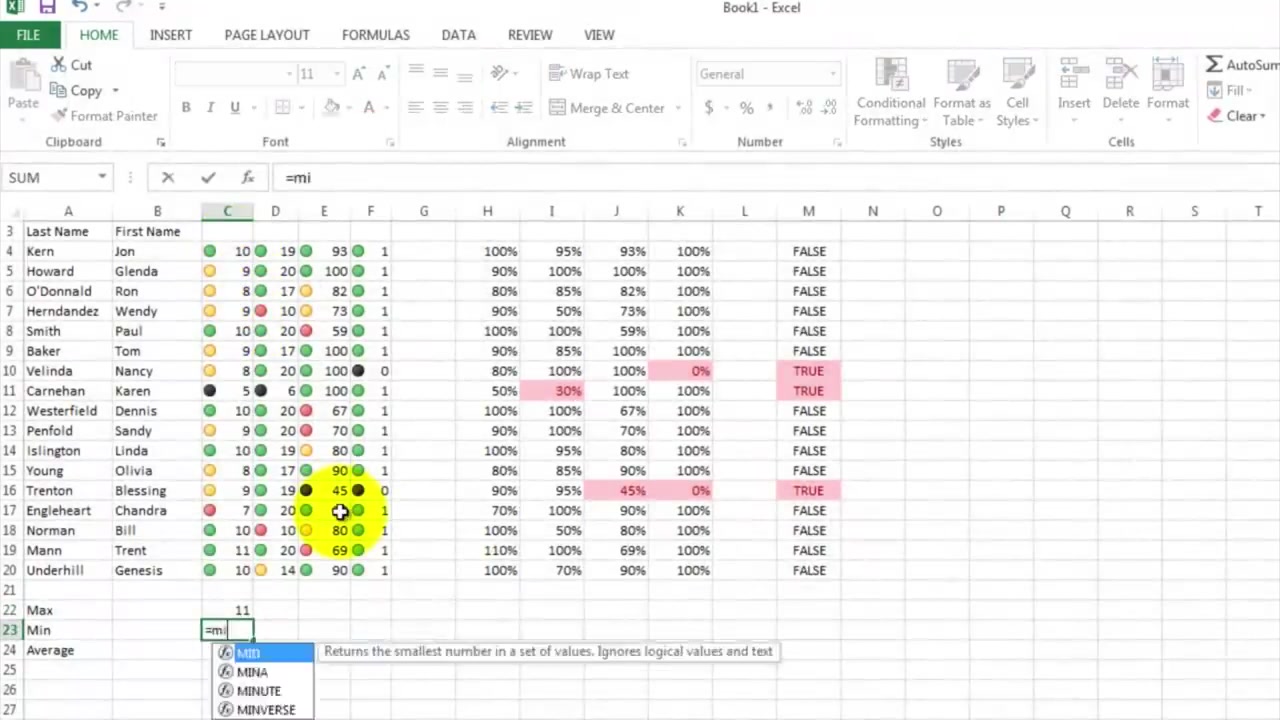 Book1 - Excel
FILE HOME INSERT PAGE LAYOUT FORMULAS DATA REVIEW VIEW
Paste
Cut
Copy
Format Painter
Clipboard
11 A A
B I U A
Font
Wrap Text
Merge & Center
Alignment
General
$ %
Number
Conditional Formatting
Format as Table
Cell Styles
Styles
Insert Delete Format
Cells
AutoSum
Fill
Clear
SUM =mi
A B C D E F G H I J K L M N O P Q R S T
3 Last Name First Name
4 Kern Jon 10 19 93 1 100% 95% 93% 100% FALSE
5 Howard Glenda 9 20 100 1 90% 100% 100% 100% FALSE
6 O'Donnald Ron 8 17 82 1 80% 85% 82% 100% FALSE
7 Herndandez Wendy 9 10 73 1 90% 50% 73% 100% FALSE
8 Smith Paul 10 20 59 1 100% 100% 59% 100% FALSE
9 Baker Tom 9 17 100 1 90% 85% 100% 100% FALSE
10 Velinda Nancy 8 20 100 0 80% 100% 100% 0% TRUE
11 Carnehan Karen 5 6 100 1 50% 30% 100% 100% TRUE
12 Westerfield Dennis 10 20 67 1 100% 100% 67% 100% FALSE
13 Penfold Sandy 9 20 70 1 90% 100% 70% 100% FALSE
14 Islington Linda 10 19 80 1 100% 95% 80% 100% FALSE
15 Young Olivia 8 17 90 1 80% 85% 90% 100% FALSE
16 Trenton Blessing 9 19 45 0 90% 95% 45% 0% TRUE
17 Engleheart Chandra 7 20 1 70% 100% 90% 100% FALSE
18 Norman Bill 10 10 80 1 100% 50% 80% 100% FALSE
19 Mann Trent 11 20 69 1 110% 100% 69% 100% FALSE
20 Underhill Genesis 10 14 90 1 100% 70% 90% 100% FALSE
21
22 Max 11
23 Min =mi
24 Average
25
26
27
Returns the smallest number in a set of values. Ignores logical values and text
MINA
MINUTE
MINVERSE